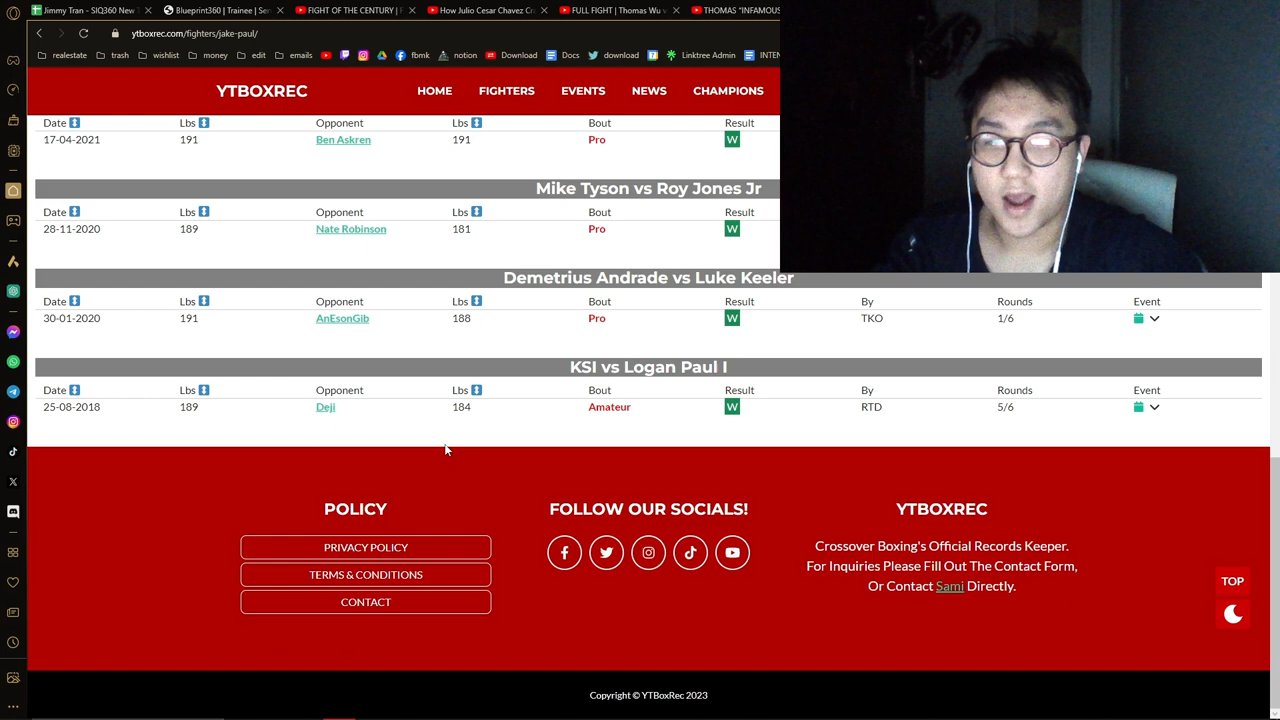 Jimmy Tran - SIQ360 New T
Blueprint360 | Trainee | Sen
FIGHT OF THE CENTURY | F
How Julio Cesar Chavez Cr
FULL FIGHT | Thomas Wu v
THOMAS "INFAMOUS
ytboxrec.com/fighters/jake-paul/
realestate trash wishlist money edit emails fbmk notion Download Docs download Linktree Admin INTEN
YTBOXREC HOME FIGHTERS EVENTS NEWS CHAMPIONS
Date Lbs Opponent Lbs Bout Result
17-04-2021 191 Ben Askren 191 Pro W
Mike Tyson vs Roy Jones Jr
Date Lbs Opponent Lbs Bout Result
28-11-2020 189 Nate Robinson 181 Pro W
Demetrius Andrade vs Luke Keeler
Date Lbs Opponent Lbs Bout Result By Rounds Event
30-01-2020 191 AnEsonGib 188 Pro W TKO 1/6
KSI vs Logan Paul I
Date Lbs Opponent Lbs Bout Result By Rounds Event
25-08-2018 189 Deji 184 Amateur W RTD 5/6
POLICY
PRIVACY POLICY
TERMS & CONDITIONS
CONTACT
FOLLOW OUR SOCIALS!
YTBOXREC
Crossover Boxing's Official Records Keeper.
For Inquiries Please Fill Out The Contact Form,
Or Contact Sami Directly.
TOP
Copyright © YTBoxRec 2023